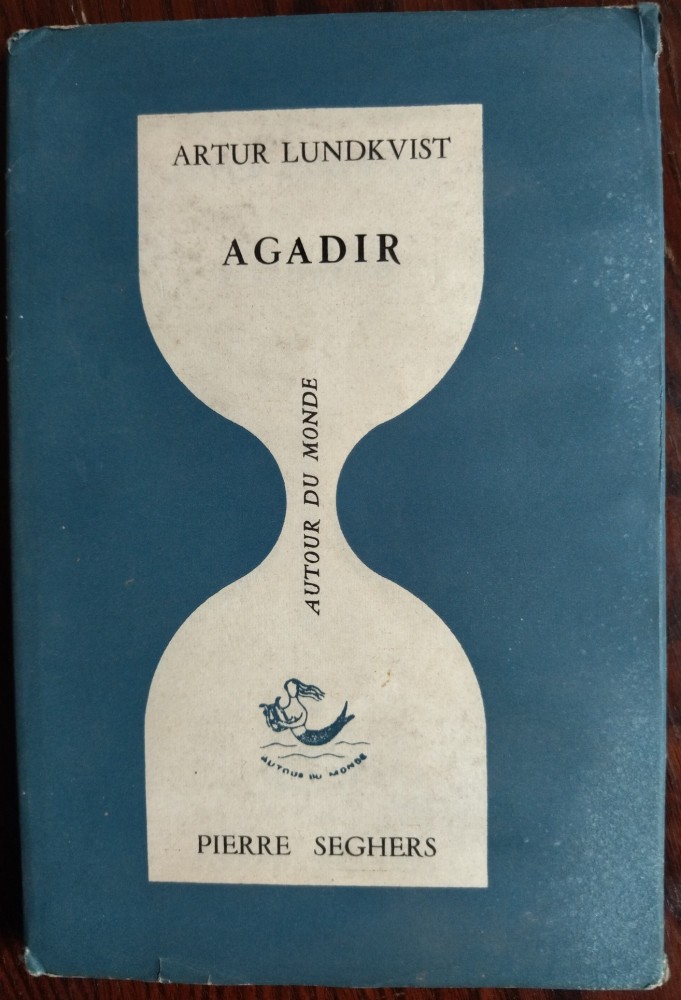 ARTUR LUNDKVIST
AGADIR
AUTOUR DU MONDE
AUTOUR DU MONDE
PIERRE SEGHERS